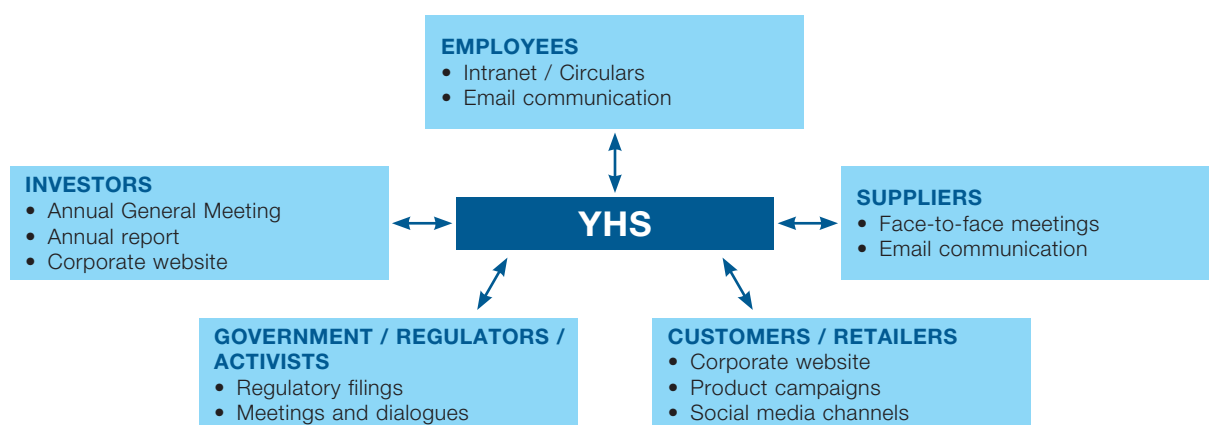 EMPLOYEES
• Intranet / Circulars
• Email communication
INVESTORS
• Annual General Meeting
• Annual report
• Corporate website
YHS
SUPPLIERS
• Face-to-face meetings
• Email communication
GOVERNMENT / REGULATORS /
ACTIVISTS
• Regulatory filings
• Meetings and dialogues
CUSTOMERS / RETAILERS
• Corporate website
• Product campaigns
• Social media channels